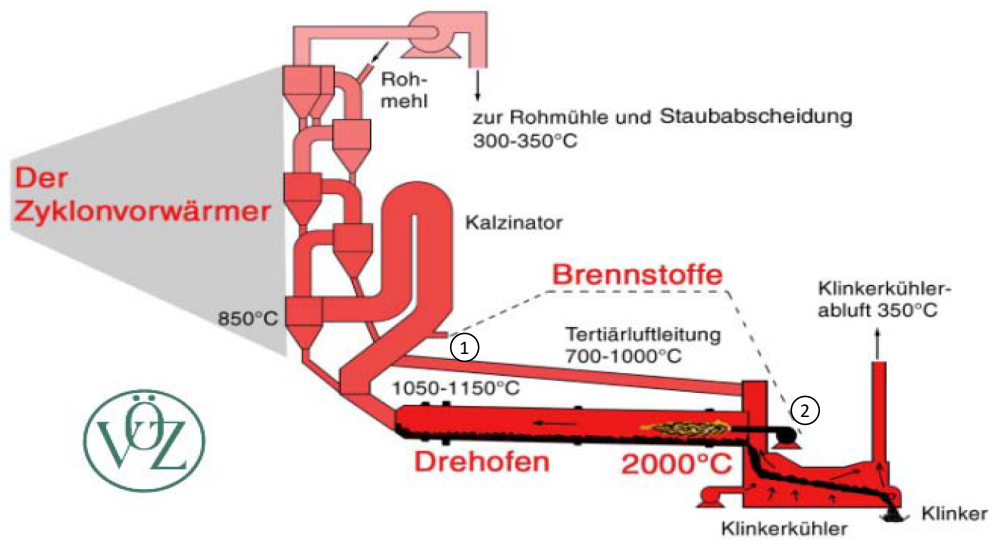 Roh-
mehl
zur Rohmühle und Staubabscheidung
300-350°C
Der
Zyklonvorwärmer
Kalzinator
Brennstoffe
Klinkerkühler-
abluft 350°C
850°C
1
Tertiärluftleitung
700-1000°C
1050-1150°C
2
VÖZ
Drehofen
2000°C
Klinkerkühler
Klinker